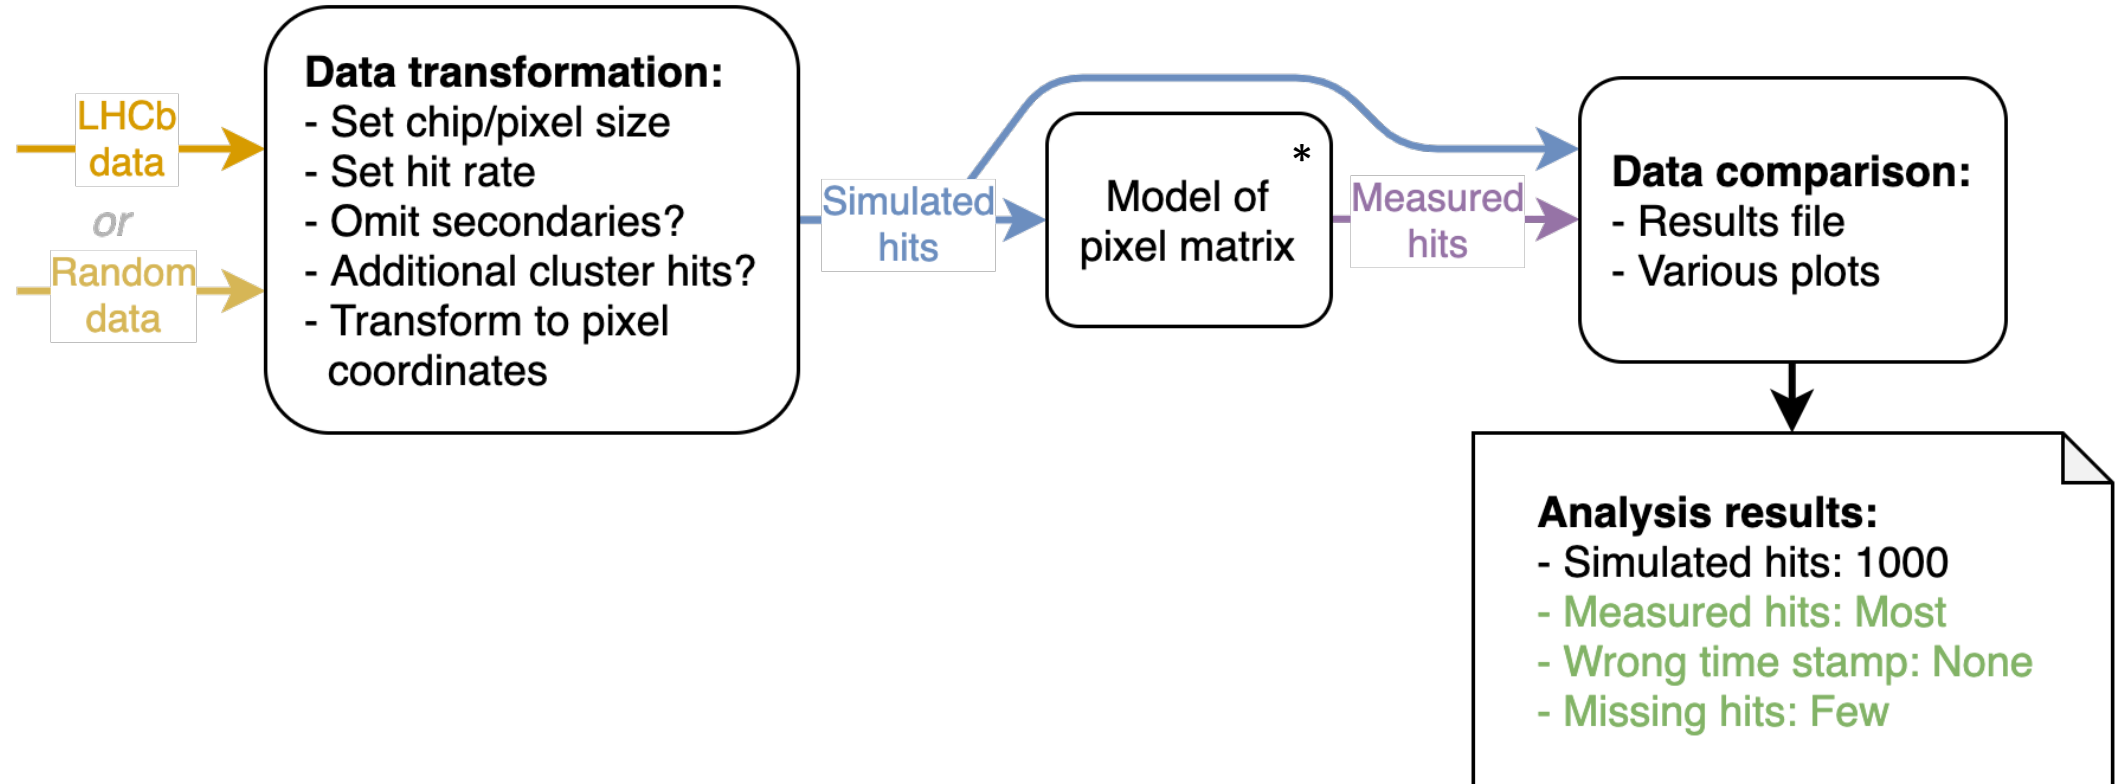 LHCb
data
or
Random
data
Data transformation:
- Set chip/pixel size
- Set hit rate
- Omit secondaries?
- Additional cluster hits?
- Transform to pixel
coordinates
Simulated
hits
*
Model of
pixel matrix
Measured
hits
Data comparison:
- Results file
- Various plots
Analysis results:
- Simulated hits: 1000
- Measured hits: Most
- Wrong time stamp: None
- Missing hits: Few